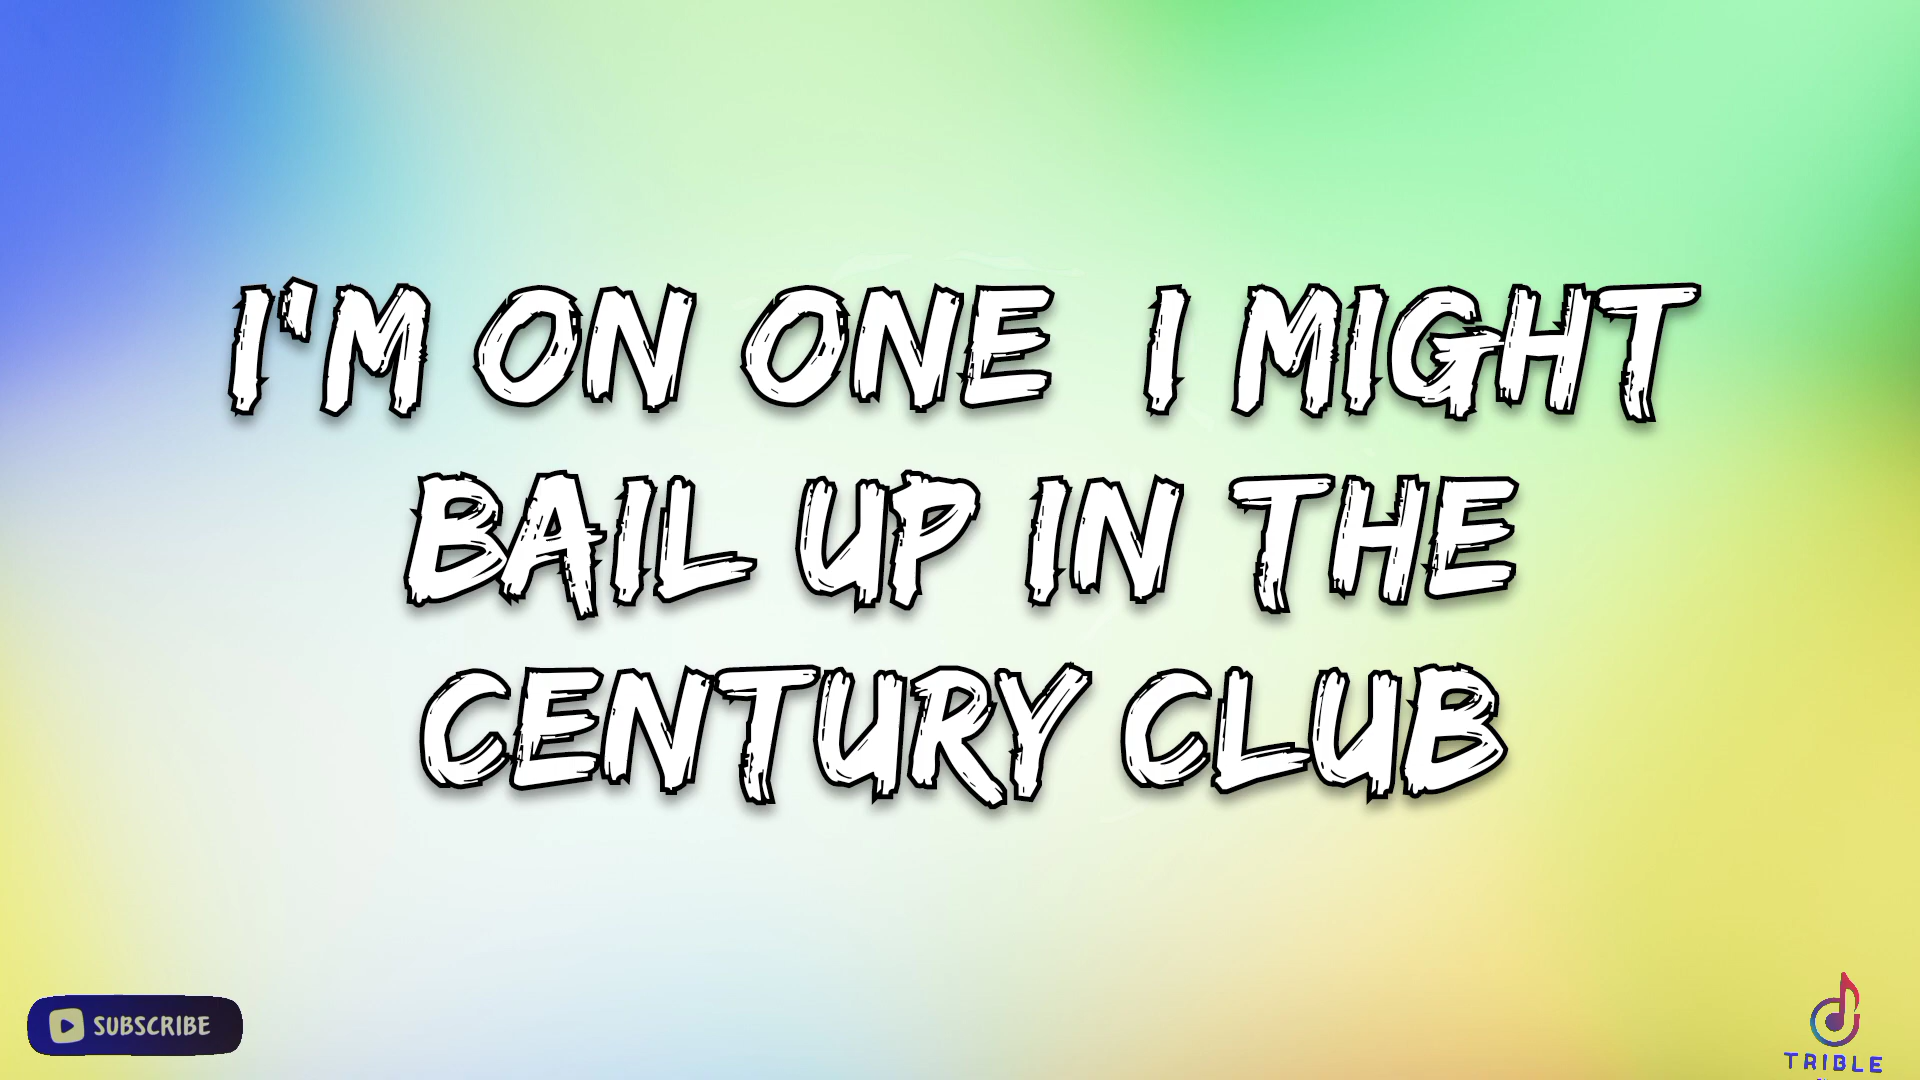 I'M ON ONE I MIGHT
BAIL UP IN THE
CENTURY CLUB
SUBSCRIBE
TRIBLE